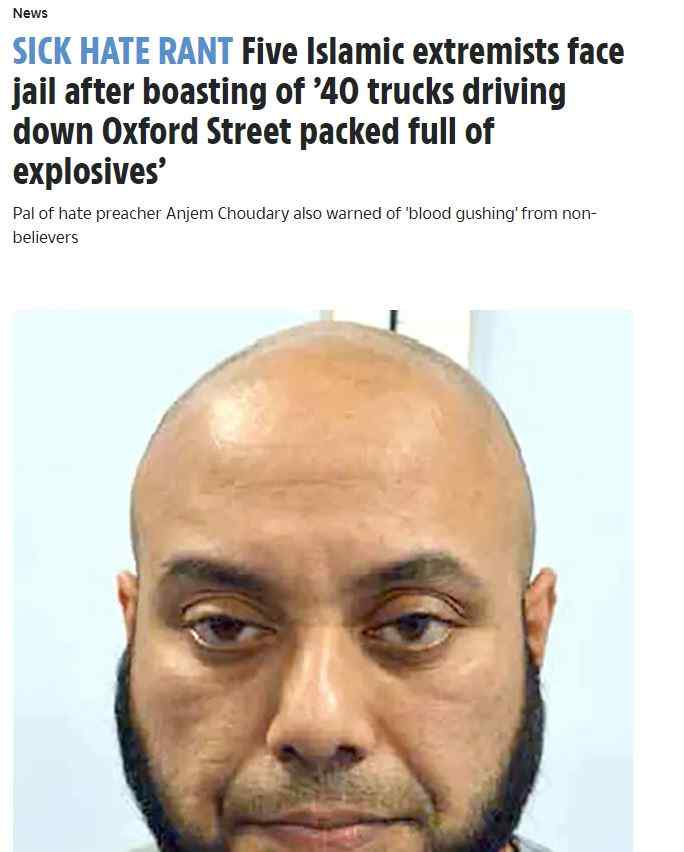 News
SICK HATE RANT Five Islamic extremists face
jail after boasting of ’40 trucks driving
down Oxford Street packed full of
explosives’
Pal of hate preacher Anjem Choudary also warned of 'blood gushing' from non-
believers